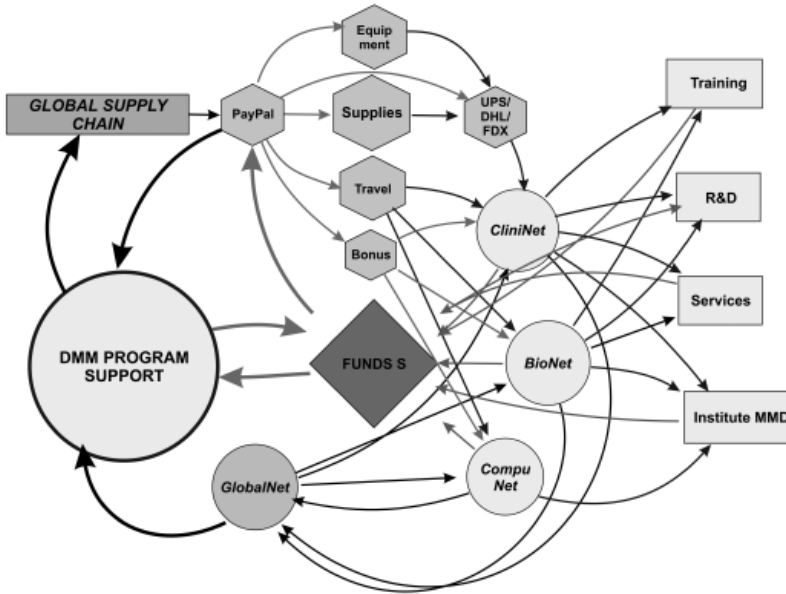 Equip
ment
GLOBAL SUPPLY
CHAIN
PayPal
Supplies
UPS/
DHL/
FDX
Training
Travel
R&D
CliniNet
Bonus
Services
DMM PROGRAM
SUPPORT
FUNDS S
BioNet
Institute MMD
GlobalNet
Compu
Net